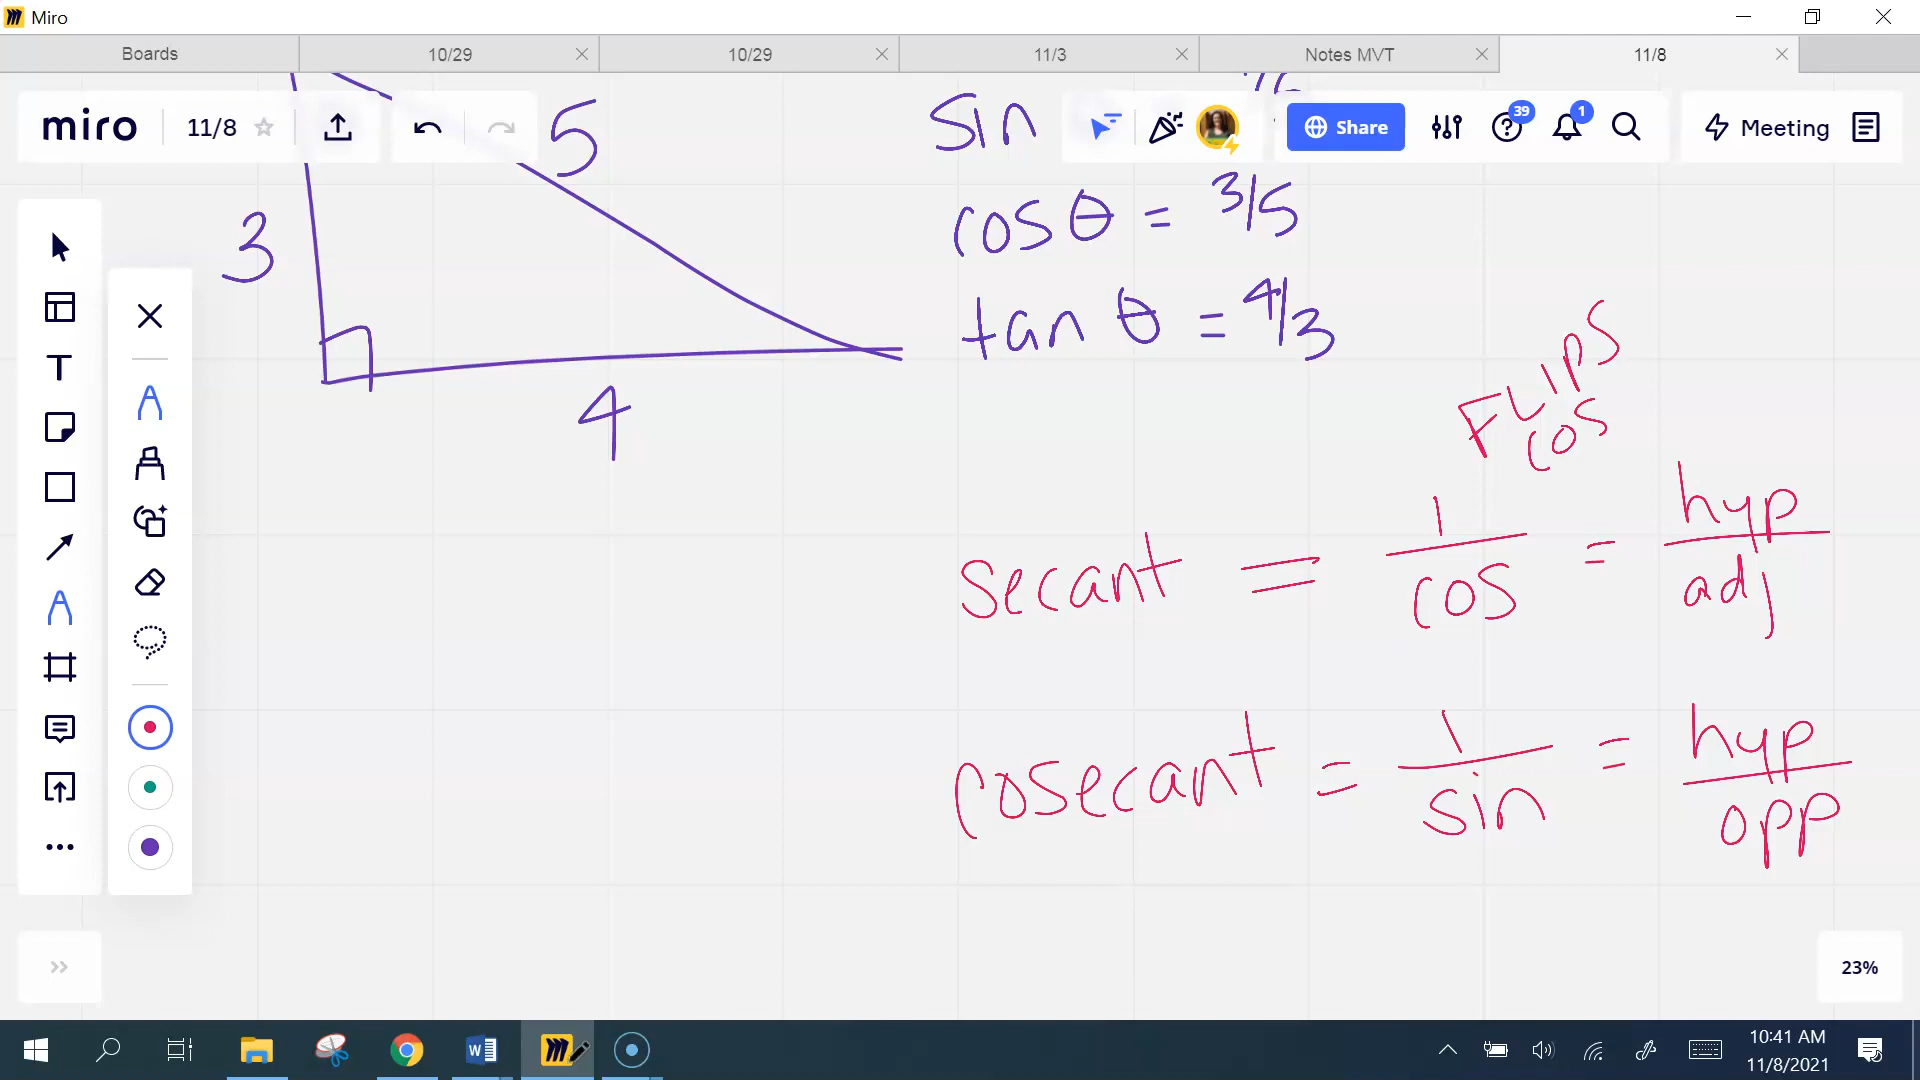 Miro
Boards
10/29
10/29
11/3
Notes MVT
11/8
miro
11/8
Share
39
1
Meeting
5
3
4
sin
cos θ = 3/5
tan θ = 4/3
FLIPS
cos
secant = 1/cos = hyp/adj
cosecant = 1/sin = hyp/opp
T
23%
10:41 AM
11/8/2021